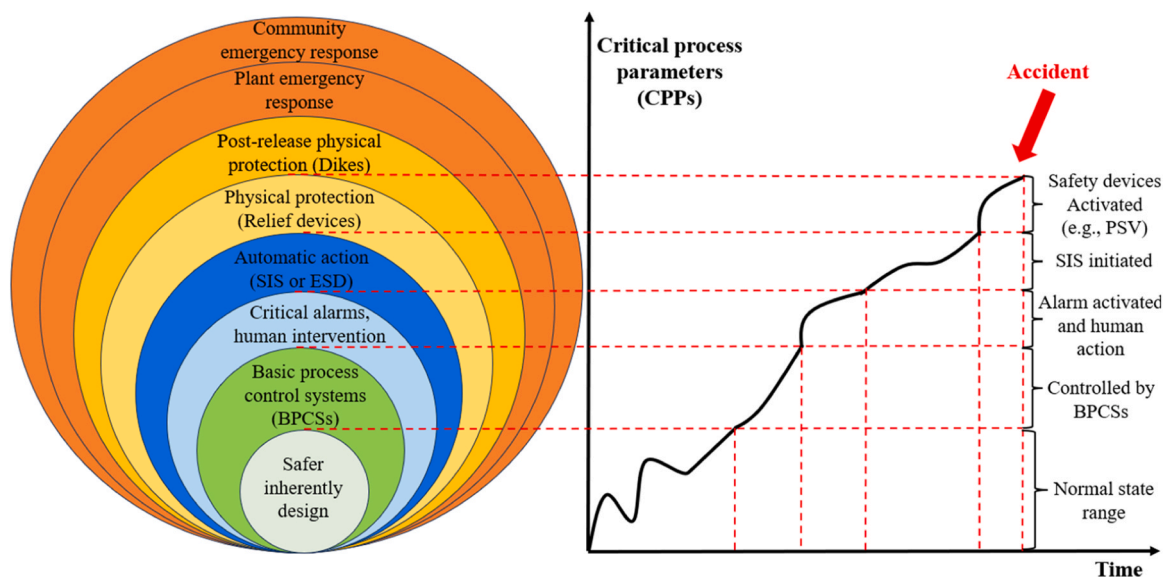 Community
emergency response
Plant emergency
response
Post-release physical
protection (Dikes)
Physical protection
(Relief devices)
Automatic action
(SIS or ESD)
Critical alarms,
human intervention
Basic process
control systems
(BPCSs)
Safer
inherently
design
Critical process
parameters
(CPPs)
Accident
Safety devices
Activated
(e.g., PSV)
SIS initiated
Alarm activated
and human
action
Controlled by
BPCSs
Normal state
range
Time